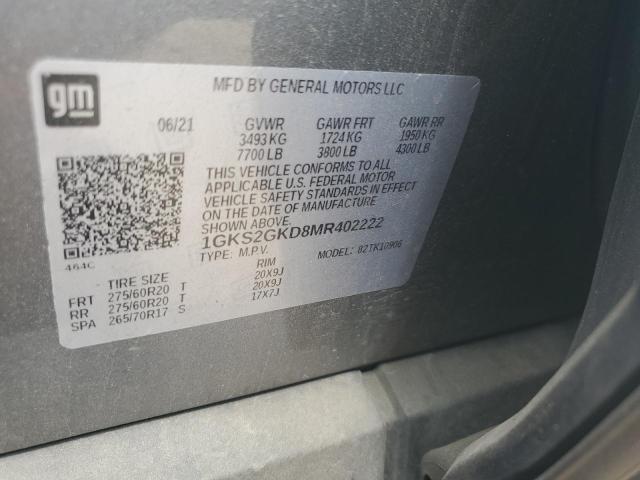 gm
MFD BY GENERAL MOTORS LLC
06/21 GVWR GAWR FRT GAWR RR
3493 KG 1724 KG 1950 KG
7700 LB 3800 LB 4300 LB
THIS VEHICLE CONFORMS TO ALL
APPLICABLE U.S. FEDERAL MOTOR
VEHICLE SAFETY STANDARDS IN EFFECT
ON THE DATE OF MANUFACTURE
SHOWN ABOVE.
1GKS2GKD8MR402222
TYPE: M.P.V. MODEL: 82TK10906
464C
TIRE SIZE RIM
FRT 275/60R20 T 20X9J
RR 275/60R20 T 20X9J
SPA 265/70R17 S 17X7J